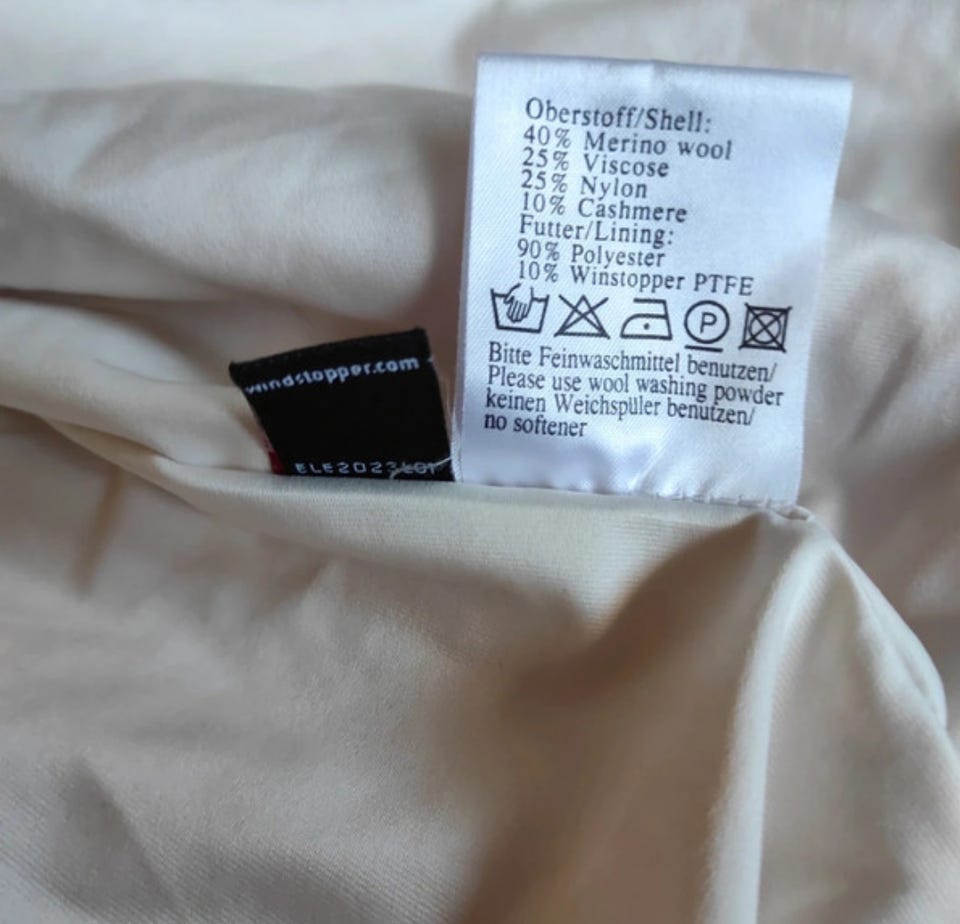 Oberstoff/Shell:
40% Merino wool
25% Viscose
25% Nylon
10% Cashmere
Futter/Lining:
90% Polyester
10% Winstopper PTFE
P
Bitte Feinwaschmittel benutzen/
Please use wool washing powder
keinen Weichspüler benutzen/
no softener
windstopper.com